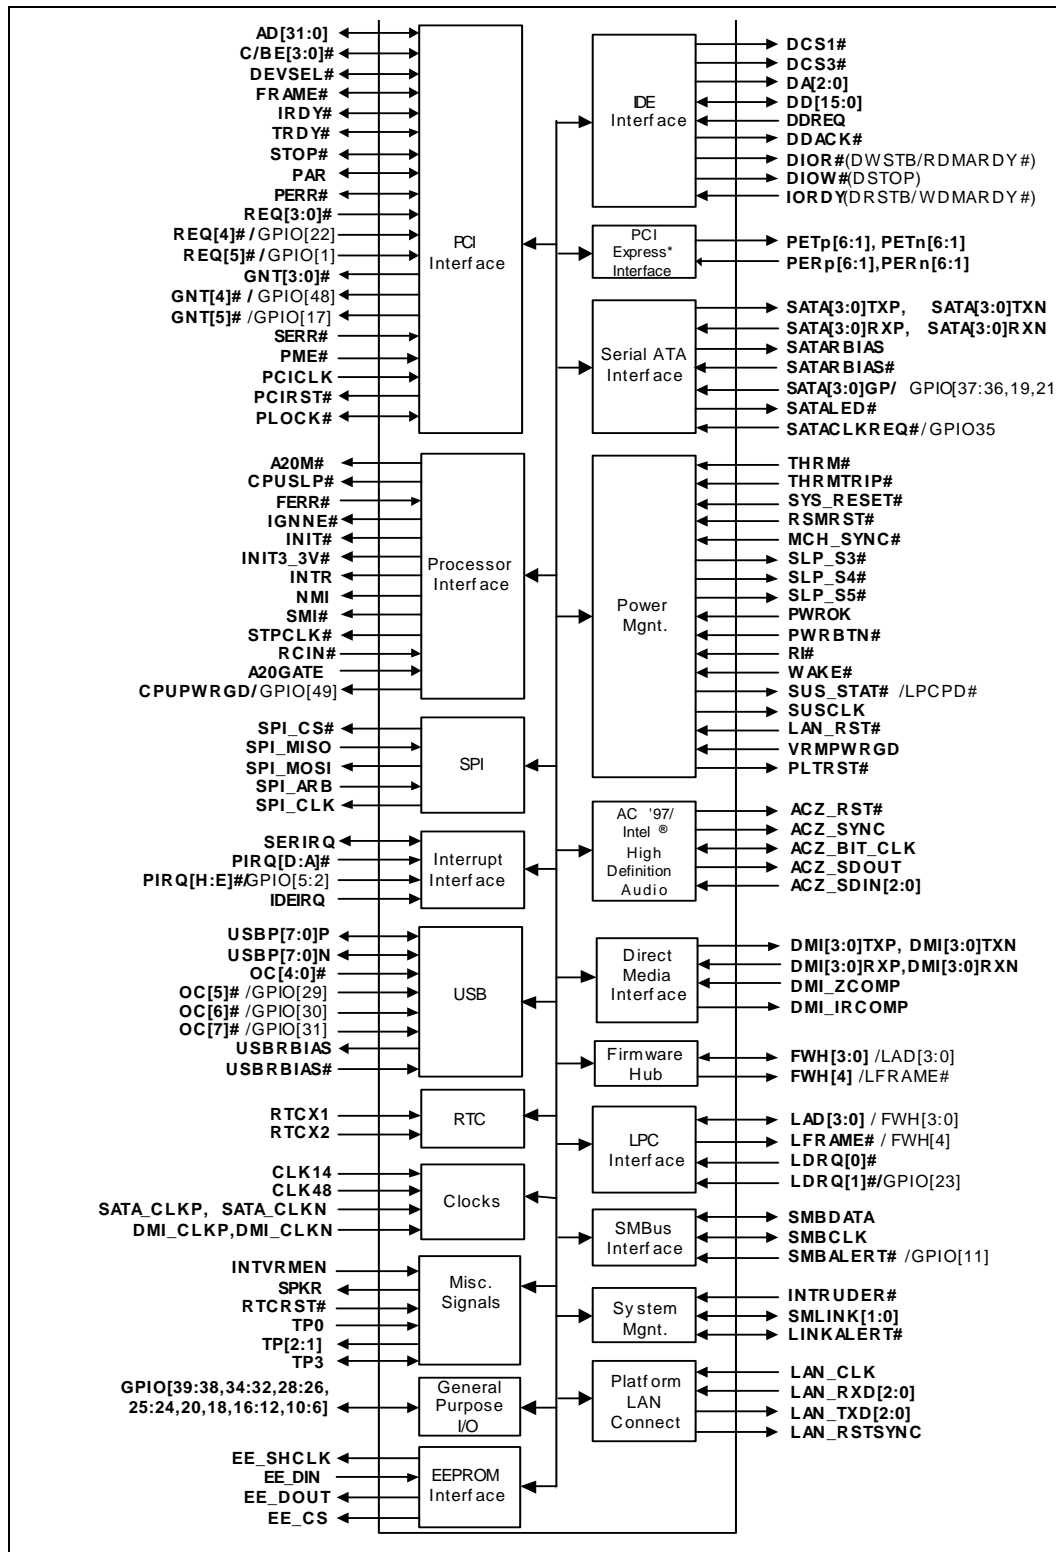 AD[31:0]
C/BE[3:0]#
DEVSEL#
FRAME#
IRDY#
TRDY#
STOP#
PAR
PERR#
REQ[3:0]#
REQ[4]#/GPIO[22]
REQ[5]#/GPIO[1]
GNT[3:0]#
GNT[4]# / GPIO[48]
GNT[5]# /GPIO[17]
SERR#
PME#
PCICLK
PCIRST#
PLOCK#
PCI
Interface
A20M#
CPUSLP#
FERR#
IGNNE#
INIT#
INIT3_3V#
INTR
NMI
SMI#
STPCLK#
RCIN#
A20GATE
CPUPWRGD/GPIO[49]
Processor
Interface
SPI_CS#
SPI_MISO
SPI_MOSI
SPI_ARB
SPI_CLK
SPI
SERIRQ
PIRQ[D:A]#
PIRQ[H:E]#/GPIO[5:2]
IDEIRQ
Interrupt
Interface
USBP[7:0]P
USBP[7:0]N
OC[4:0]#
OC[5]# /GPIO[29]
OC[6]# /GPIO[30]
OC[7]# /GPIO[31]
USBRBIAS
USBRBIAS#
USB
RTCX1
RTCX2
RTC
CLK14
CLK48
SATA_CLKP, SATA_CLKN
DMI_CLKP,DMI_CLKN
Clocks
INTVRMEN
SPKR
RTCRST#
TP0
TP[2:1]
TP3
Misc.
Signals
GPIO[39:38,34:32,28:26,
25:24,20,18,16:12,10:6]
General
Purpose
I/O
EE_SHCLK
EE_DIN
EE_DOUT
EE_CS
EEPROM
Interface
IDE
Interface
DCS1#
DCS3#
DA[2:0]
DD[15:0]
DDREQ
DDACK#
DIOR#(DWSTB/RDMARDY#)
DIOW#(DSTOP)
IORDY(DRSTB/WDMARDY#)
PCI
Express*
Interface
PETp[6:1], PETn[6:1]
PERp[6:1],PERn[6:1]
Serial ATA
Interface
SATA[3:0]TXP, SATA[3:0]TXN
SATA[3:0]RXP, SATA[3:0]RXN
SATARBIAS
SATARBIAS#
SATA[3:0]GP/ GPIO[37:36,19,21
SATALED#
SATACLKREQ#/GPIO35
Power
Mgnt.
THRM#
THRMTRIP#
SYS_RESET#
RSMRST#
MCH_SYNC#
SLP_S3#
SLP_S4#
SLP_S5#
PWROK
PWRBTN#
RI#
WAKE#
SUS_STAT# /LPCPD#
SUSCLK
LAN_RST#
VRMPWRGD
PLTRST#
AC '97/
Intel ®
High
Definition
Audio
ACZ_RST#
ACZ_SYNC
ACZ_BIT_CLK
ACZ_SDOUT
ACZ_SDIN[2:0]
Direct
Media
Interface
DMI[3:0]TXP, DMI[3:0]TXN
DMI[3:0]RXP,DMI[3:0]RXN
DMI_ZCOMP
DMI_IRCOMP
Firmware
Hub
FWH[3:0] /LAD[3:0]
FWH[4] /LFRAME#
LPC
Interface
LAD[3:0] / FWH[3:0]
LFRAME# / FWH[4]
LDRQ[0]#
LDRQ[1]#/GPIO[23]
SMBus
Interface
SMBDATA
SMBCLK
SMBALERT# /GPIO[11]
System
Mgnt.
INTRUDER#
SMLINK[1:0]
LINKALERT#
Platform
LAN
Connect
LAN_CLK
LAN_RXD[2:0]
LAN_TXD[2:0]
LAN_RSTSYNC